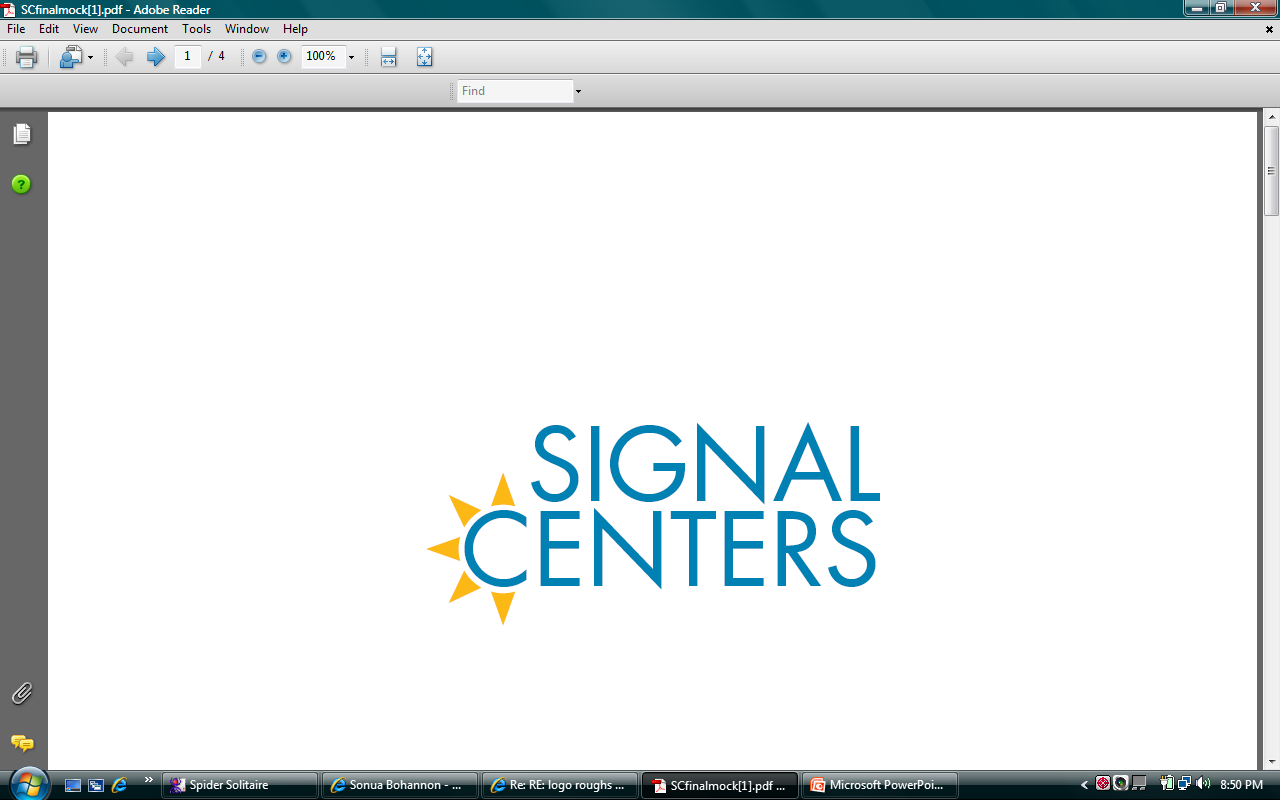 SCfinalmock[1].pdf - Adobe Reader
File Edit View Document Tools Window Help
1 / 4 100%
Find
SIGNAL
CENTERS
Spider Solitaire Sonua Bohannon - ... Re: RE: logo roughs ... SCfinalmock[1].pdf ... Microsoft PowerPoi... 8:50 PM